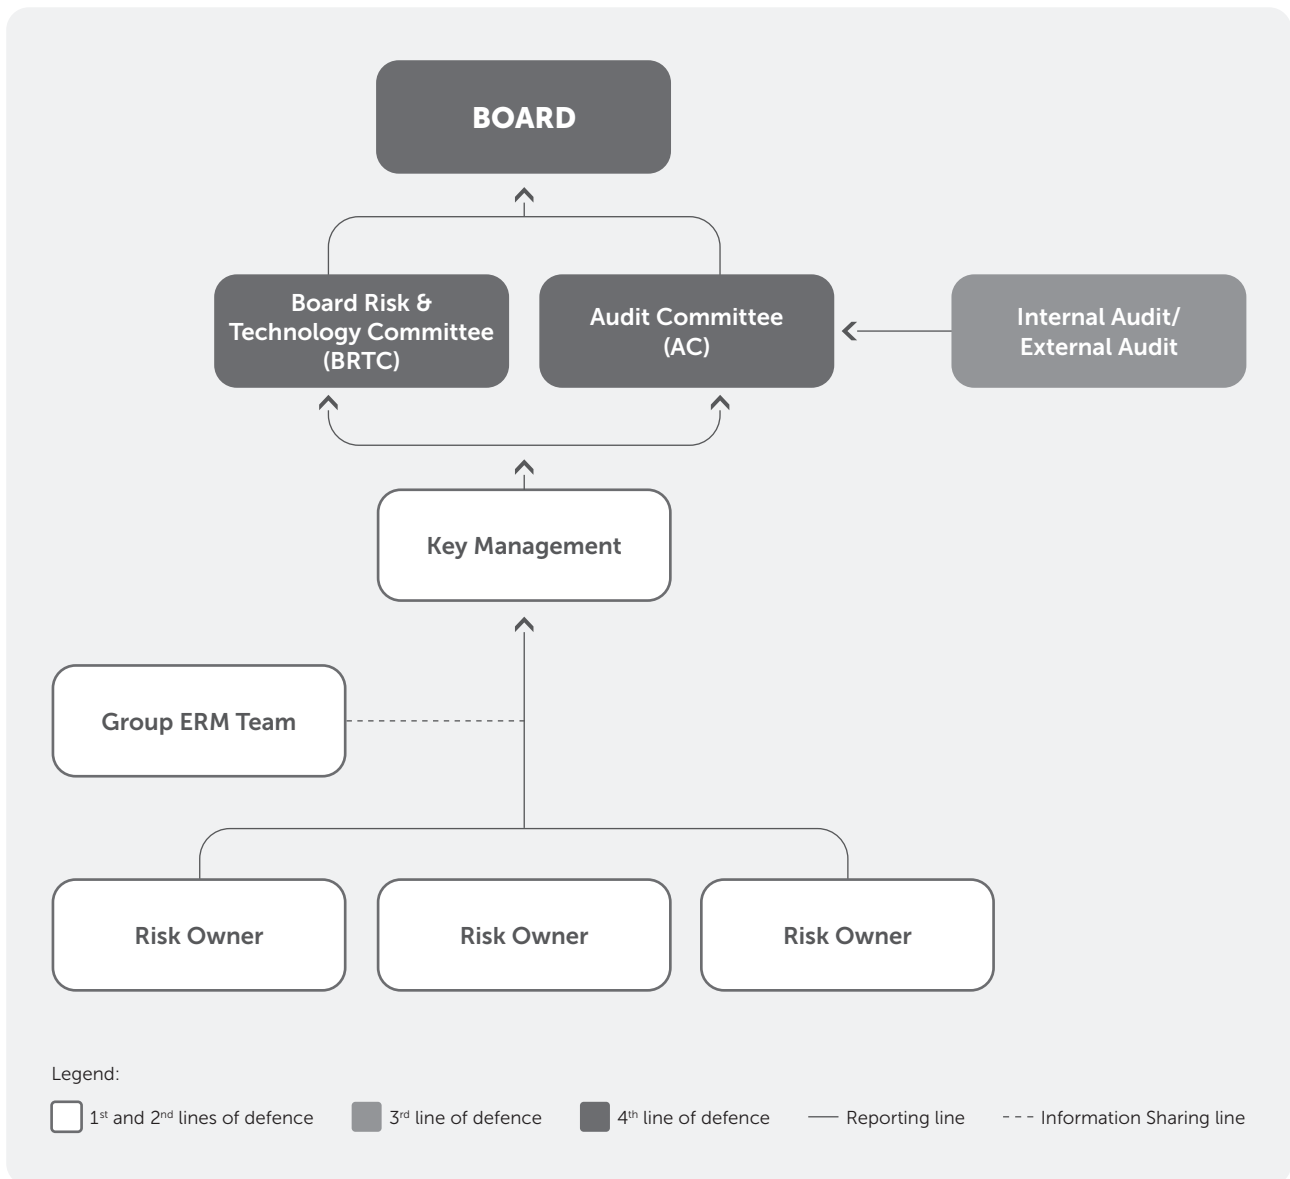 BOARD
Board Risk &
Technology Committee
(BRTC)
Audit Committee
(AC)
Internal Audit/
External Audit
Key Management
Group ERM Team
Risk Owner
Risk Owner
Risk Owner
Legend:
1st and 2nd lines of defence
3rd line of defence
4th line of defence
Reporting line
Information Sharing line